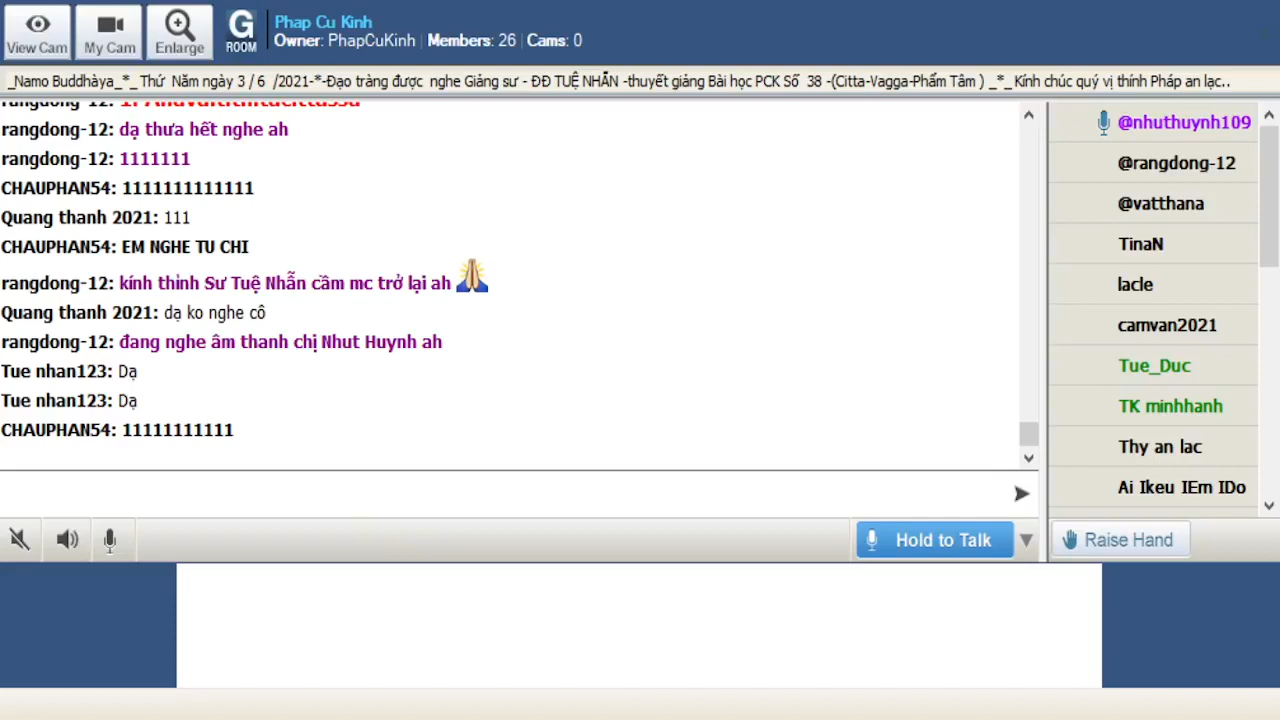 Phap Cu Kinh
View Cam My Cam Enlarge G ROOM Owner: PhapCuKinh Members: 26 Cams: 0
_Namo Buddhàya_*_ Thứ Năm ngày 3 / 6 /2021-*-Đạo tràng được nghe Giảng sư - ĐĐ TUỆ NHẪN -thuyết giảng Bài học PCK Số 38 -(Citta-Vagga-Phẩm Tâm ) _*_Kính chúc quý vị thính Pháp an lạc..
rangdong-12:
rangdong-12: dạ thưa hết nghe ah
rangdong-12: 1111111
CHAUPHAN54: 1111111111111
Quang thanh 2021: 111
CHAUPHAN54: EM NGHE TU CHI
rangdong-12: kính thỉnh Sư Tuệ Nhẫn cầm mc trở lại ah
Quang thanh 2021: dạ ko nghe cô
rangdong-12: đang nghe âm thanh chị Nhut Huynh ah
Tue nhan123: Dạ
Tue nhan123: Dạ
CHAUPHAN54: 11111111111
@nhuthuynh109
@rangdong-12
@vatthana
TinaN
lacle
camvan2021
Tue_Duc
TK minhhanh
Thy an lac
Ai Ikeu IEm IDo
Hold to Talk
Raise Hand